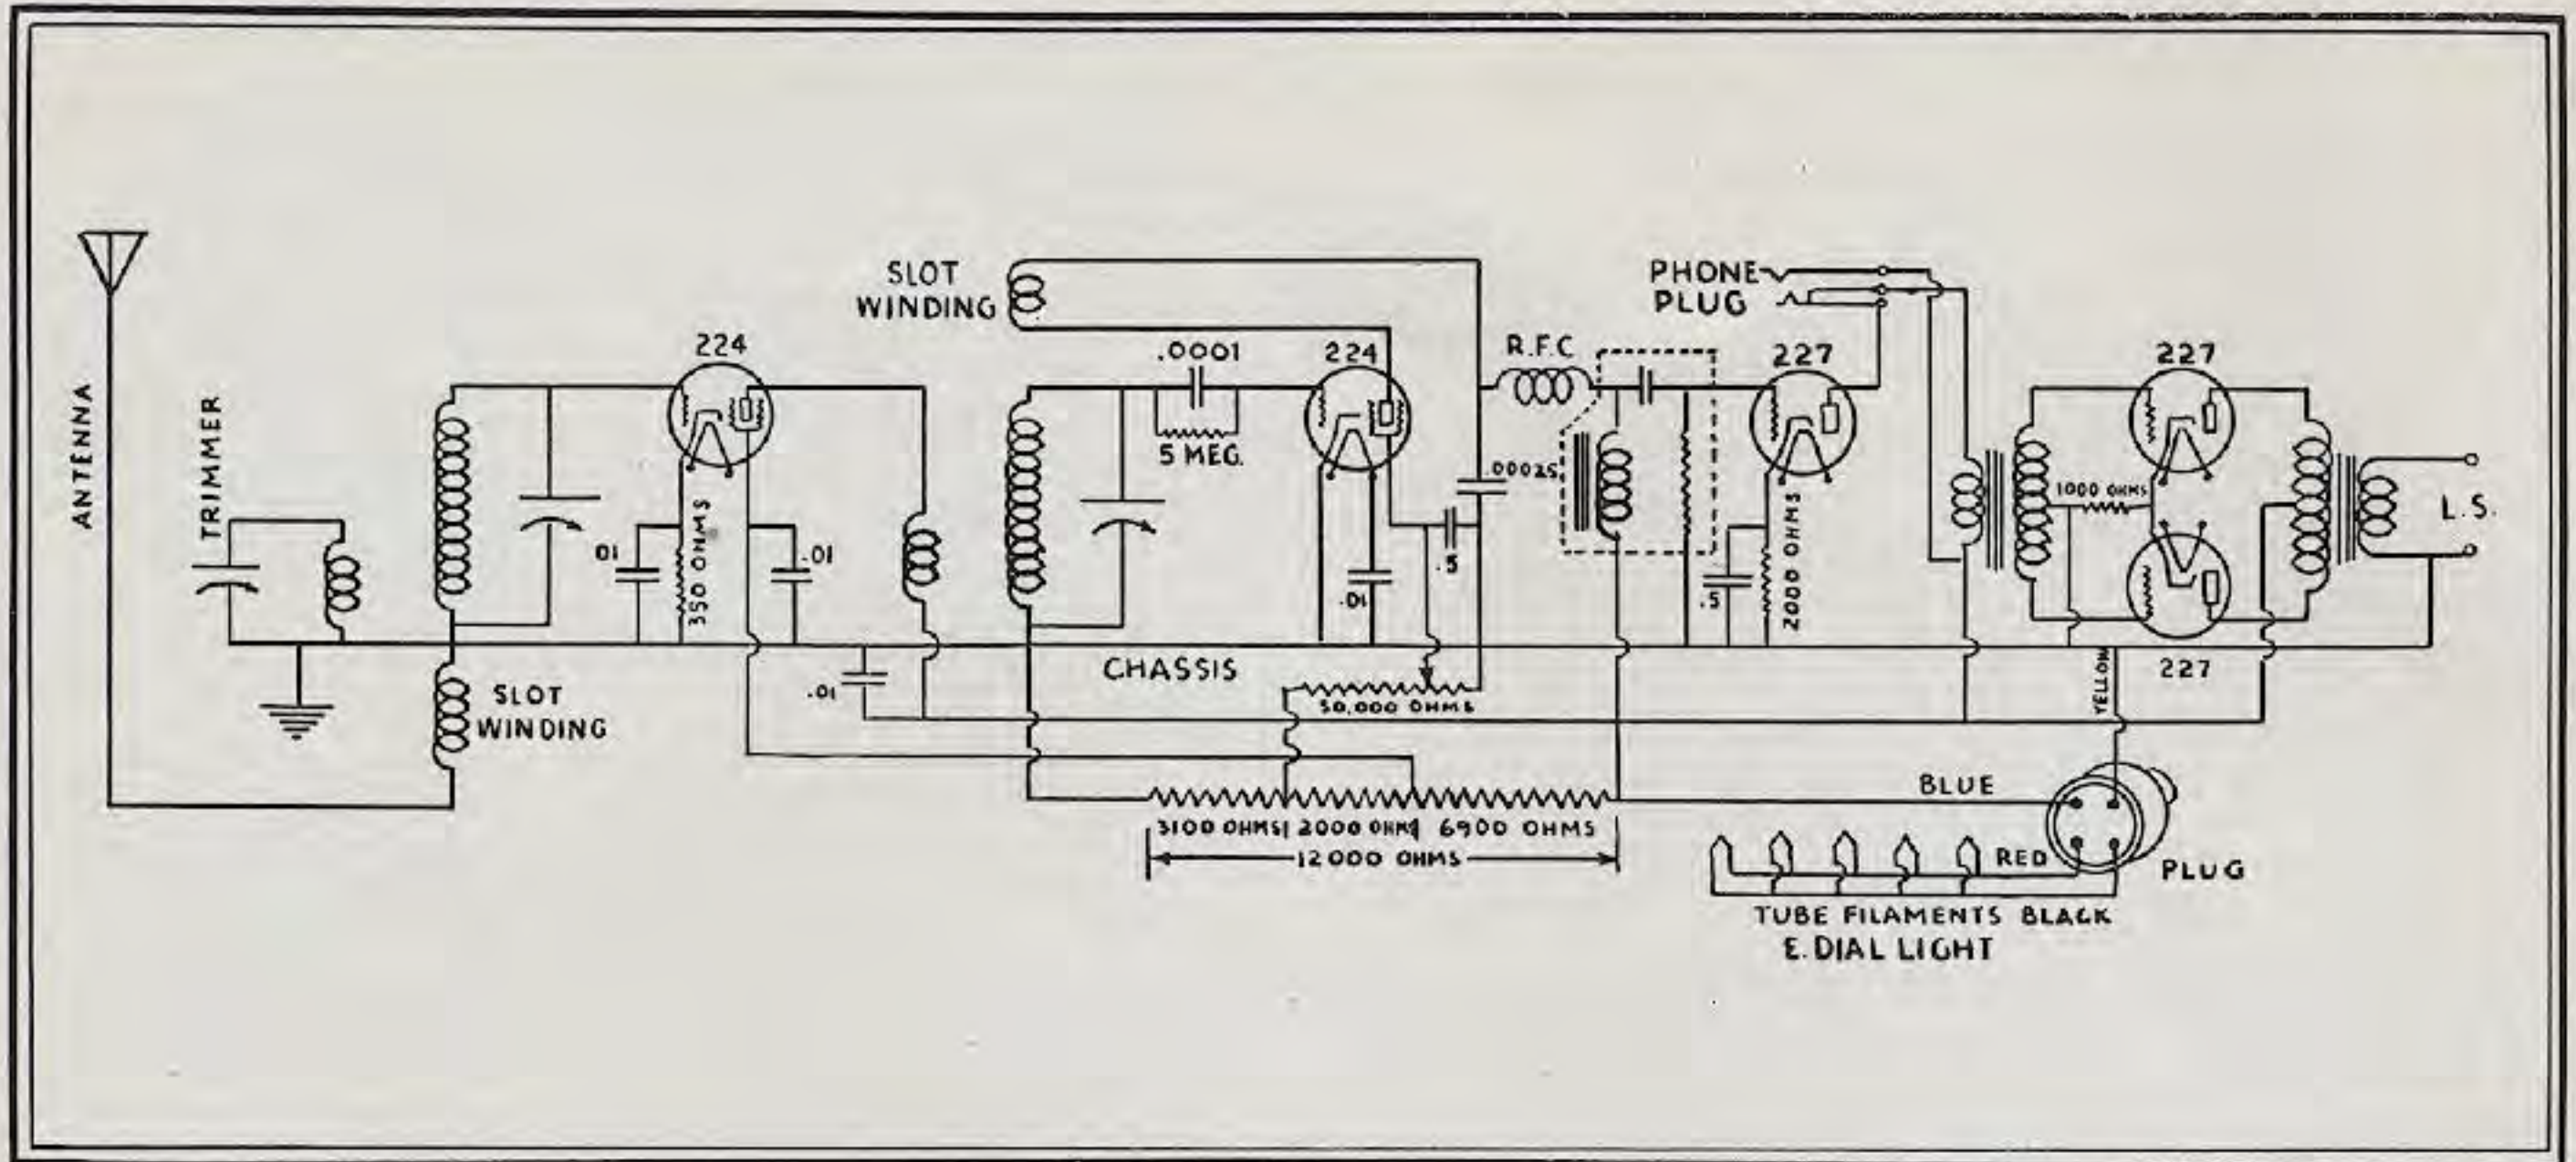 ANTENNA
TRIMMER
SLOT
WINDING
224
01
350 OHMS
.01
.01
SLOT
WINDING
.0001
5 MEG.
224
.01
.5
.00025
CHASSIS
50,000 OHMS
R.F.C
PHONE
PLUG
227
.5
2000 OHMS
227
1000 OHMS
227
L.S.
YELLOW
3100 OHMS
2000 OHMS
6900 OHMS
12000 OHMS
BLUE
RED
PLUG
TUBE FILAMENTS BLACK
E. DIAL LIGHT